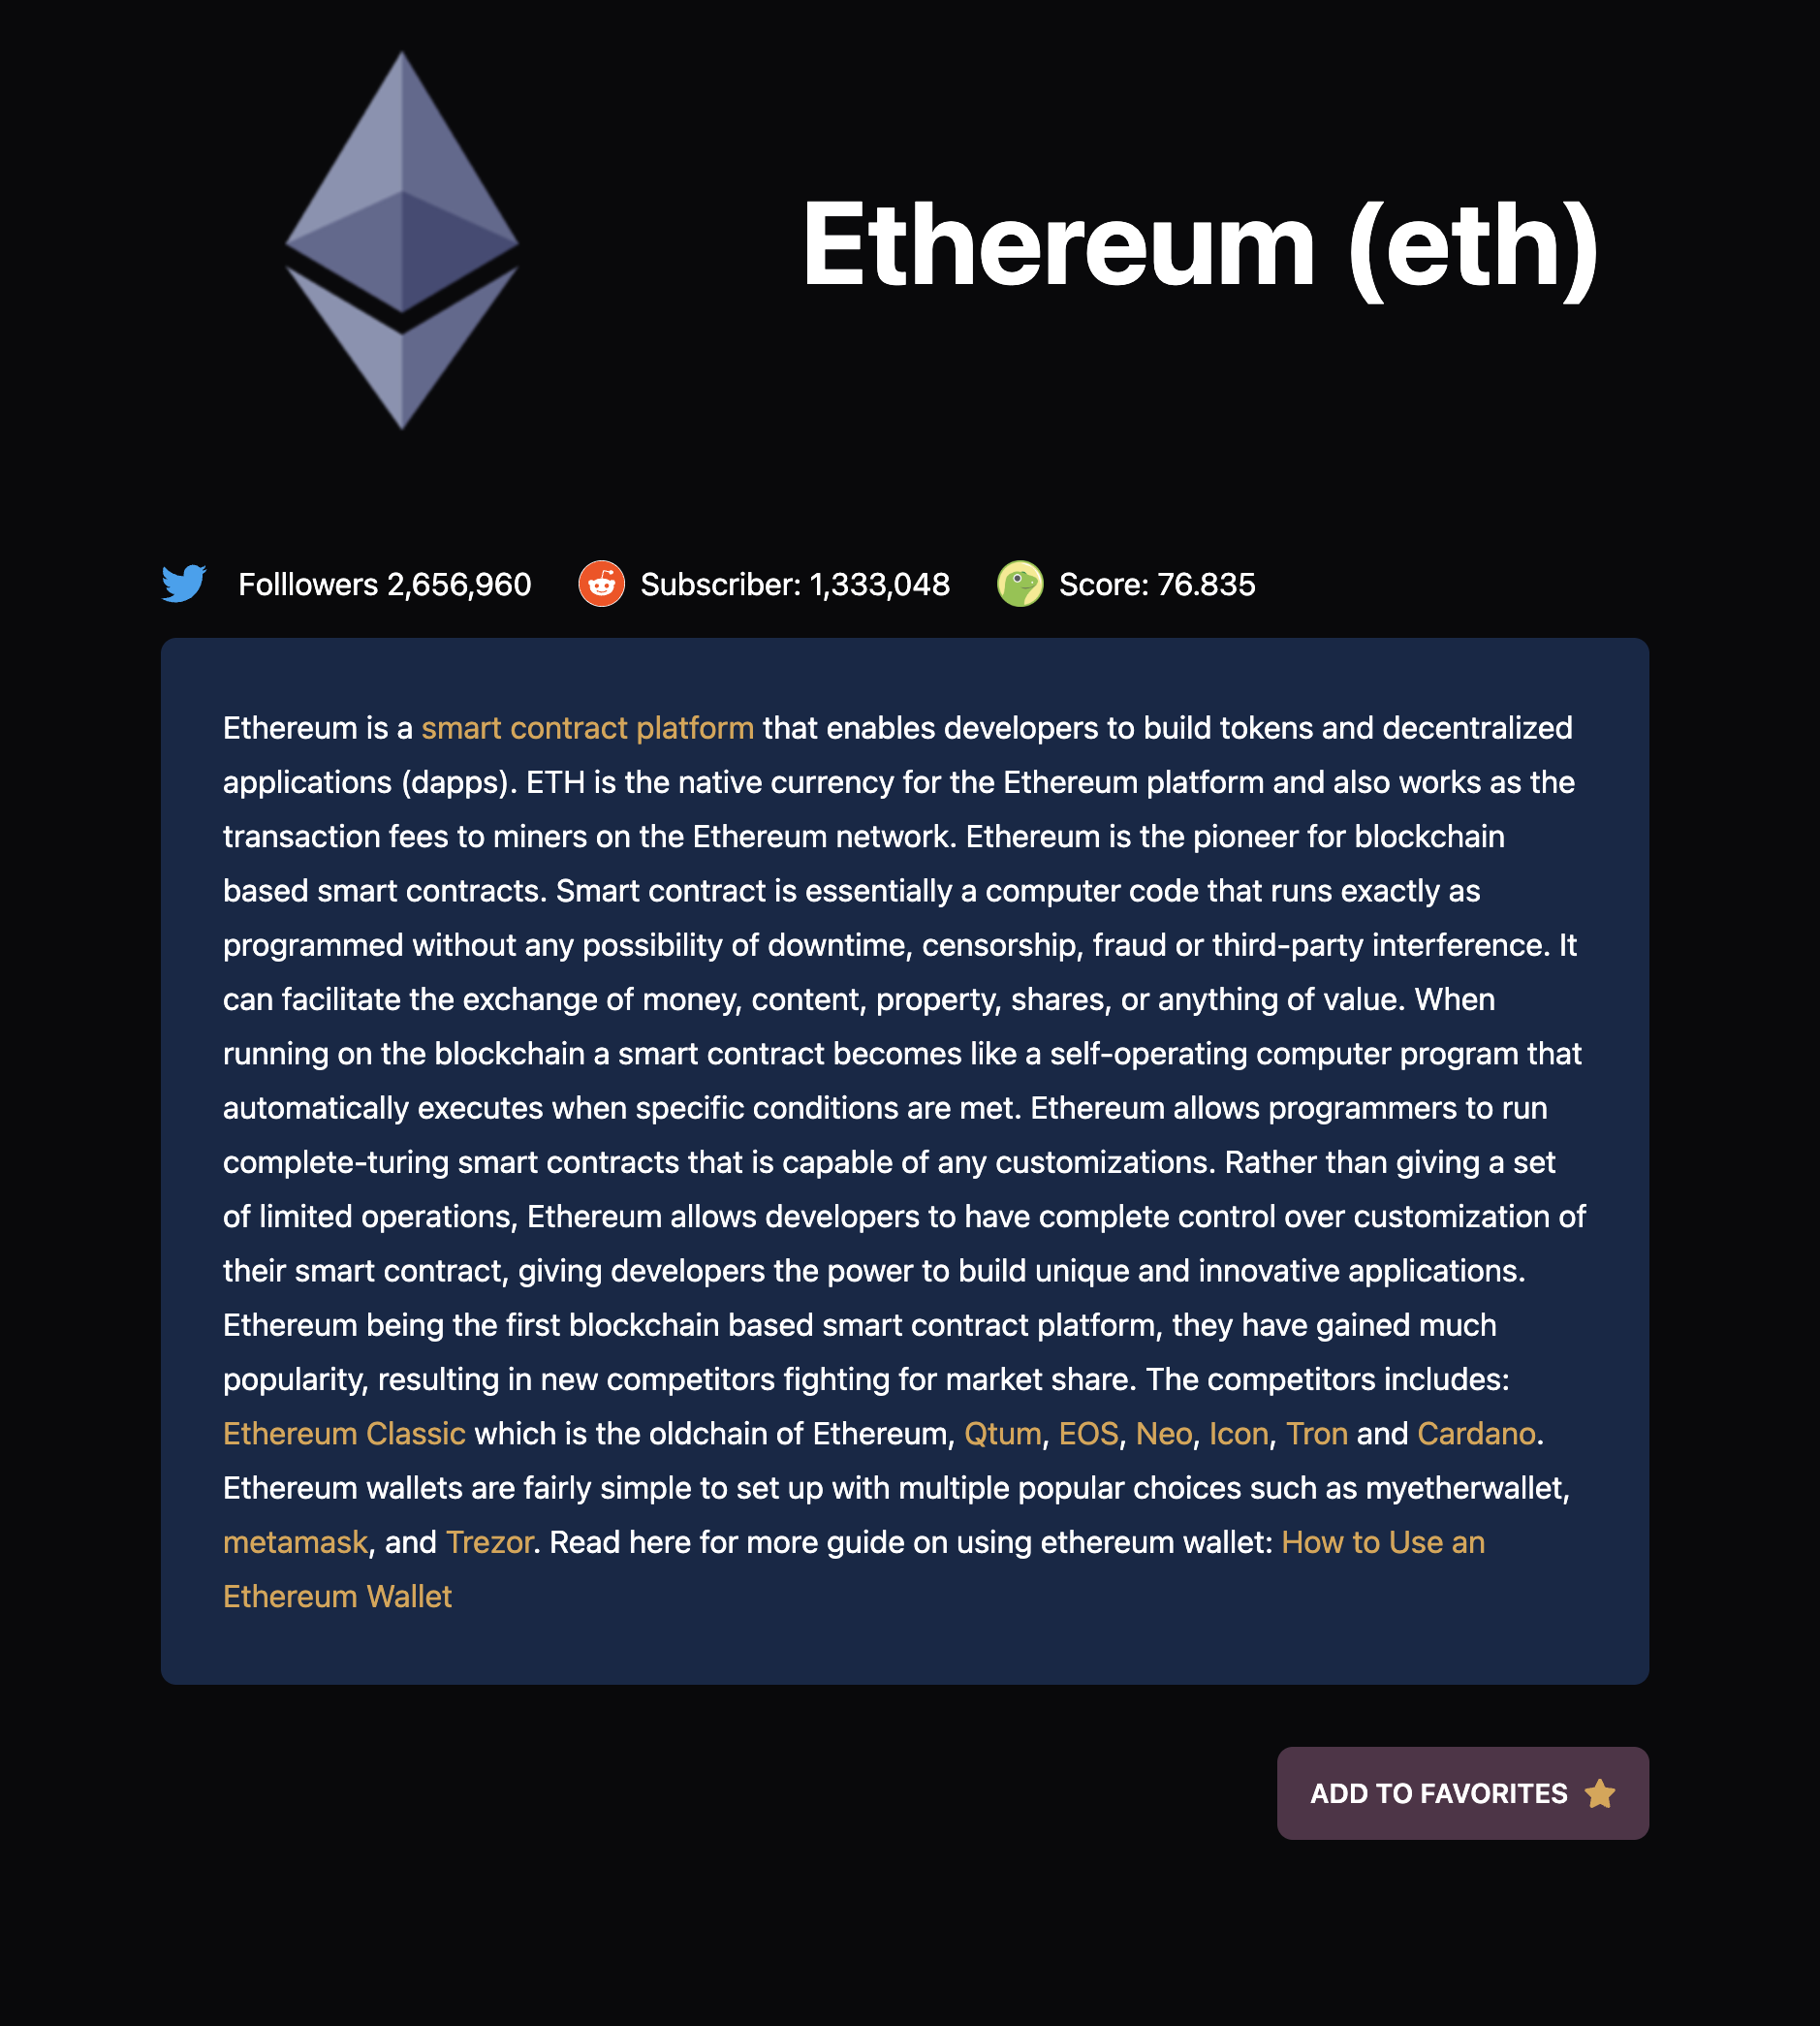 Ethereum (eth)
Folllowers 2,656,960 Subscriber: 1,333,048 Score: 76.835
Ethereum is a smart contract platform that enables developers to build tokens and decentralized
applications (dapps). ETH is the native currency for the Ethereum platform and also works as the
transaction fees to miners on the Ethereum network. Ethereum is the pioneer for blockchain
based smart contracts. Smart contract is essentially a computer code that runs exactly as
programmed without any possibility of downtime, censorship, fraud or third-party interference. It
can facilitate the exchange of money, content, property, shares, or anything of value. When
running on the blockchain a smart contract becomes like a self-operating computer program that
automatically executes when specific conditions are met. Ethereum allows programmers to run
complete-turing smart contracts that is capable of any customizations. Rather than giving a set
of limited operations, Ethereum allows developers to have complete control over customization of
their smart contract, giving developers the power to build unique and innovative applications.
Ethereum being the first blockchain based smart contract platform, they have gained much
popularity, resulting in new competitors fighting for market share. The competitors includes:
Ethereum Classic which is the oldchain of Ethereum, Qtum, EOS, Neo, Icon, Tron and Cardano.
Ethereum wallets are fairly simple to set up with multiple popular choices such as myetherwallet,
metamask, and Trezor. Read here for more guide on using ethereum wallet: How to Use an
Ethereum Wallet
ADD TO FAVORITES